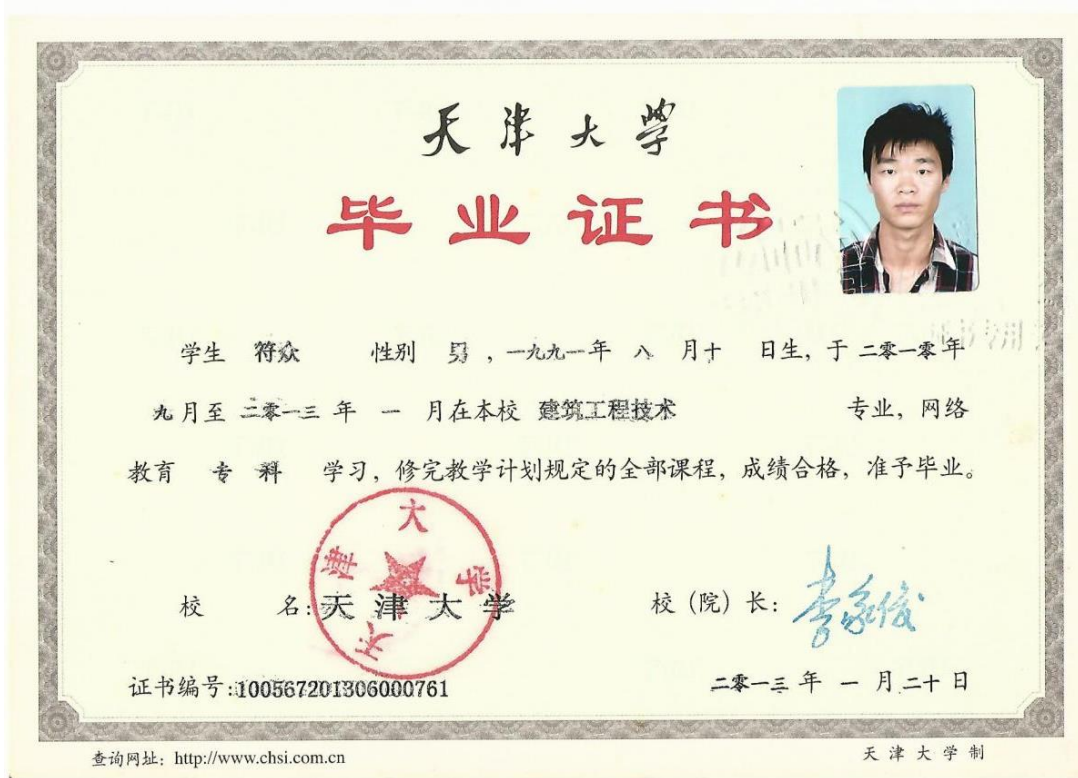 天津大学
毕业证书
学生 符众 性别 男,一九九一年 八 月十 日生,于 二零一零年
九月至 二零一三 年 一 月在本校 建筑工程技术 专业,网络
教育 专 科 学习,修完教学计划规定的全部课程,成绩合格,准予毕业。
大
津 学
天
校 名:天津大学 校(院)长:李家俊
证书编号:100567201306000761 二零一三 年 一 月二十日
查询网址:http://www.chsi.com.cn 天津大学制